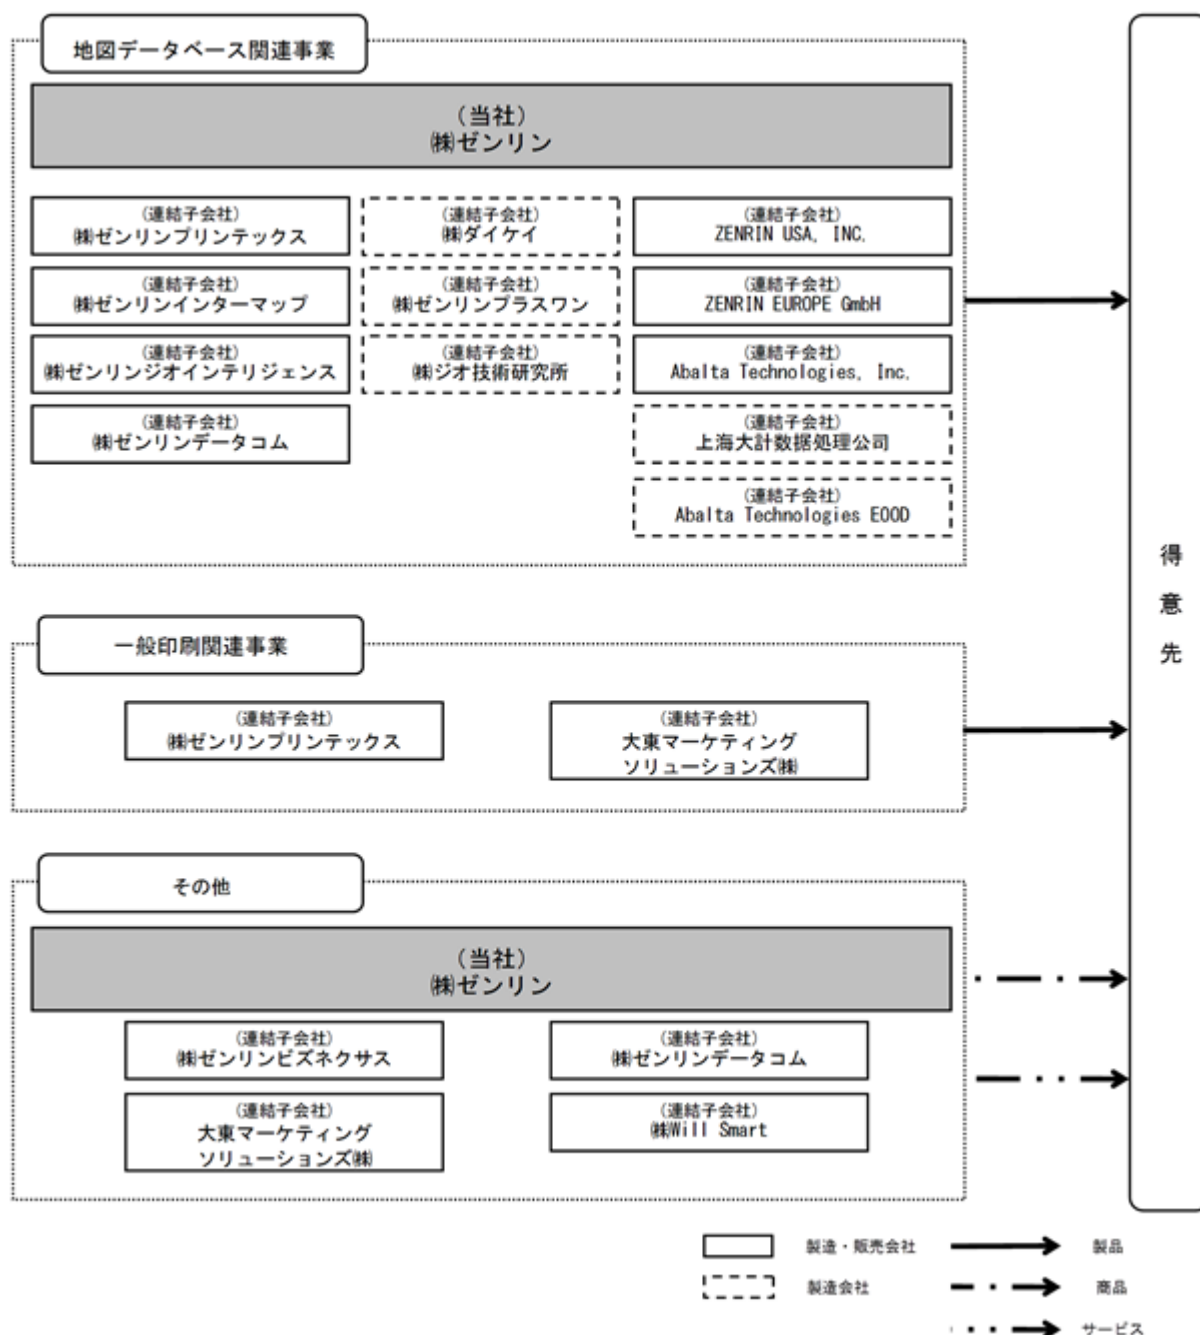 地図データベース関連事業
（当社）
㈱ゼンリン
(連結子会社)
㈱ゼンリンプリンテックス
(連結子会社)
㈱ゼンリンインターマップ
(連結子会社)
㈱ゼンリンジオインテリジェンス
(連結子会社)
㈱ゼンリンデータコム
(連結子会社)
㈱ダイケイ
(連結子会社)
㈱ゼンリンプラスワン
(連結子会社)
㈱ジオ技術研究所
(連結子会社)
ZENRIN USA, INC.
(連結子会社)
ZENRIN EUROPE GmbH
(連結子会社)
Abalta Technologies, Inc.
(連結子会社)
上海大計数据処理公司
(連結子会社)
Abalta Technologies EOOD
一般印刷関連事業
(連結子会社)
㈱ゼンリンプリンテックス
(連結子会社)
大東マーケティング
ソリューションズ㈱
その他
（当社）
㈱ゼンリン
(連結子会社)
㈱ゼンリンビズネクサス
(連結子会社)
㈱ゼンリンデータコム
(連結子会社)
大東マーケティング
ソリューションズ㈱
(連結子会社)
㈱Will Smart
得意先
製造・販売会社
製品
製造会社
商品
サービス